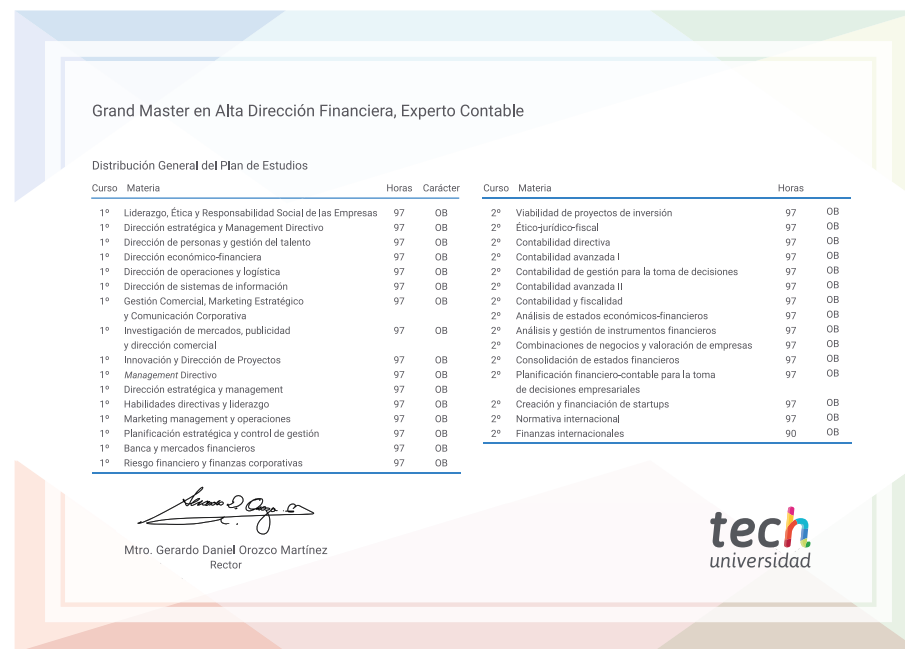 Grand Master en Alta Dirección Financiera, Experto Contable
Distribución General del Plan de Estudios
Curso Materia Horas Carácter
1º Liderazgo, Ética y Responsabilidad Social de las Empresas 97 OB
1º Dirección estratégica y Management Directivo 97 OB
1º Dirección de personas y gestión del talento 97 OB
1º Dirección económico-financiera 97 OB
1º Dirección de operaciones y logística 97 OB
1º Dirección de sistemas de información 97 OB
1º Gestión Comercial, Marketing Estratégico 97 OB
y Comunicación Corporativa
1º Investigación de mercados, publicidad 97 OB
y dirección comercial
1º Innovación y Dirección de Proyectos 97 OB
1º Management Directivo 97 OB
1º Dirección estratégica y management 97 OB
1º Habilidades directivas y liderazgo 97 OB
1º Marketing management y operaciones 97 OB
1º Planificación estratégica y control de gestión 97 OB
1º Banca y mercados financieros 97 OB
1º Riesgo financiero y finanzas corporativas 97 OB
Curso Materia Horas
2º Viabilidad de proyectos de inversión 97 OB
2º Ético-jurídico-fiscal 97 OB
2º Contabilidad directiva 97 OB
2º Contabilidad avanzada I 97 OB
2º Contabilidad de gestión para la toma de decisiones 97 OB
2º Contabilidad avanzada II 97 OB
2º Contabilidad y fiscalidad 97 OB
2º Análisis de estados económicos-financieros 97 OB
2º Análisis y gestión de instrumentos financieros 97 OB
2º Combinaciones de negocios y valoración de empresas 97 OB
2º Consolidación de estados financieros 97 OB
2º Planificación financiero-contable para la toma 97 OB
de decisiones empresariales
2º Creación y financiación de startups 97 OB
2º Normativa internacional 97 OB
2º Finanzas internacionales 90 OB
Mtro. Gerardo Daniel Orozco Martínez
Rector
tech
universidad